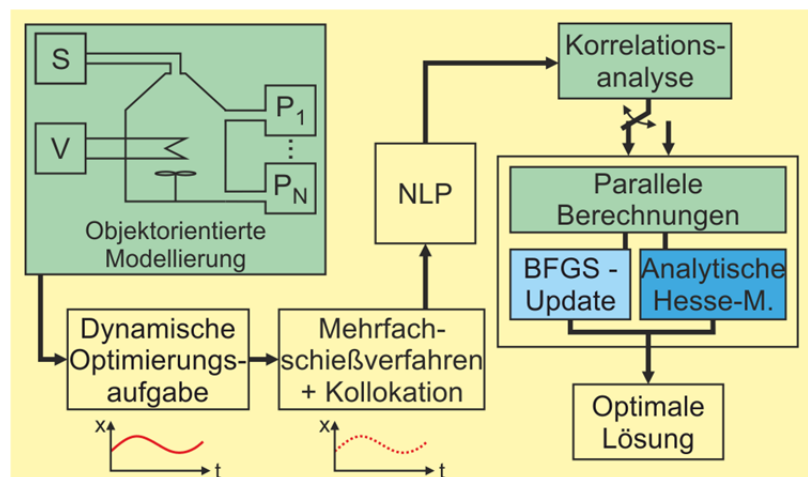 S
V
P1
PN
Objektorientierte
Modellierung
Dynamische
Optimierungs-
aufgabe
x
t
Mehrfach-
schießverfahren
+ Kollokation
x
t
NLP
Korrelations-
analyse
Parallele
Berechnungen
BFGS -
Update
Analytische
Hesse-M.
Optimale
Lösung